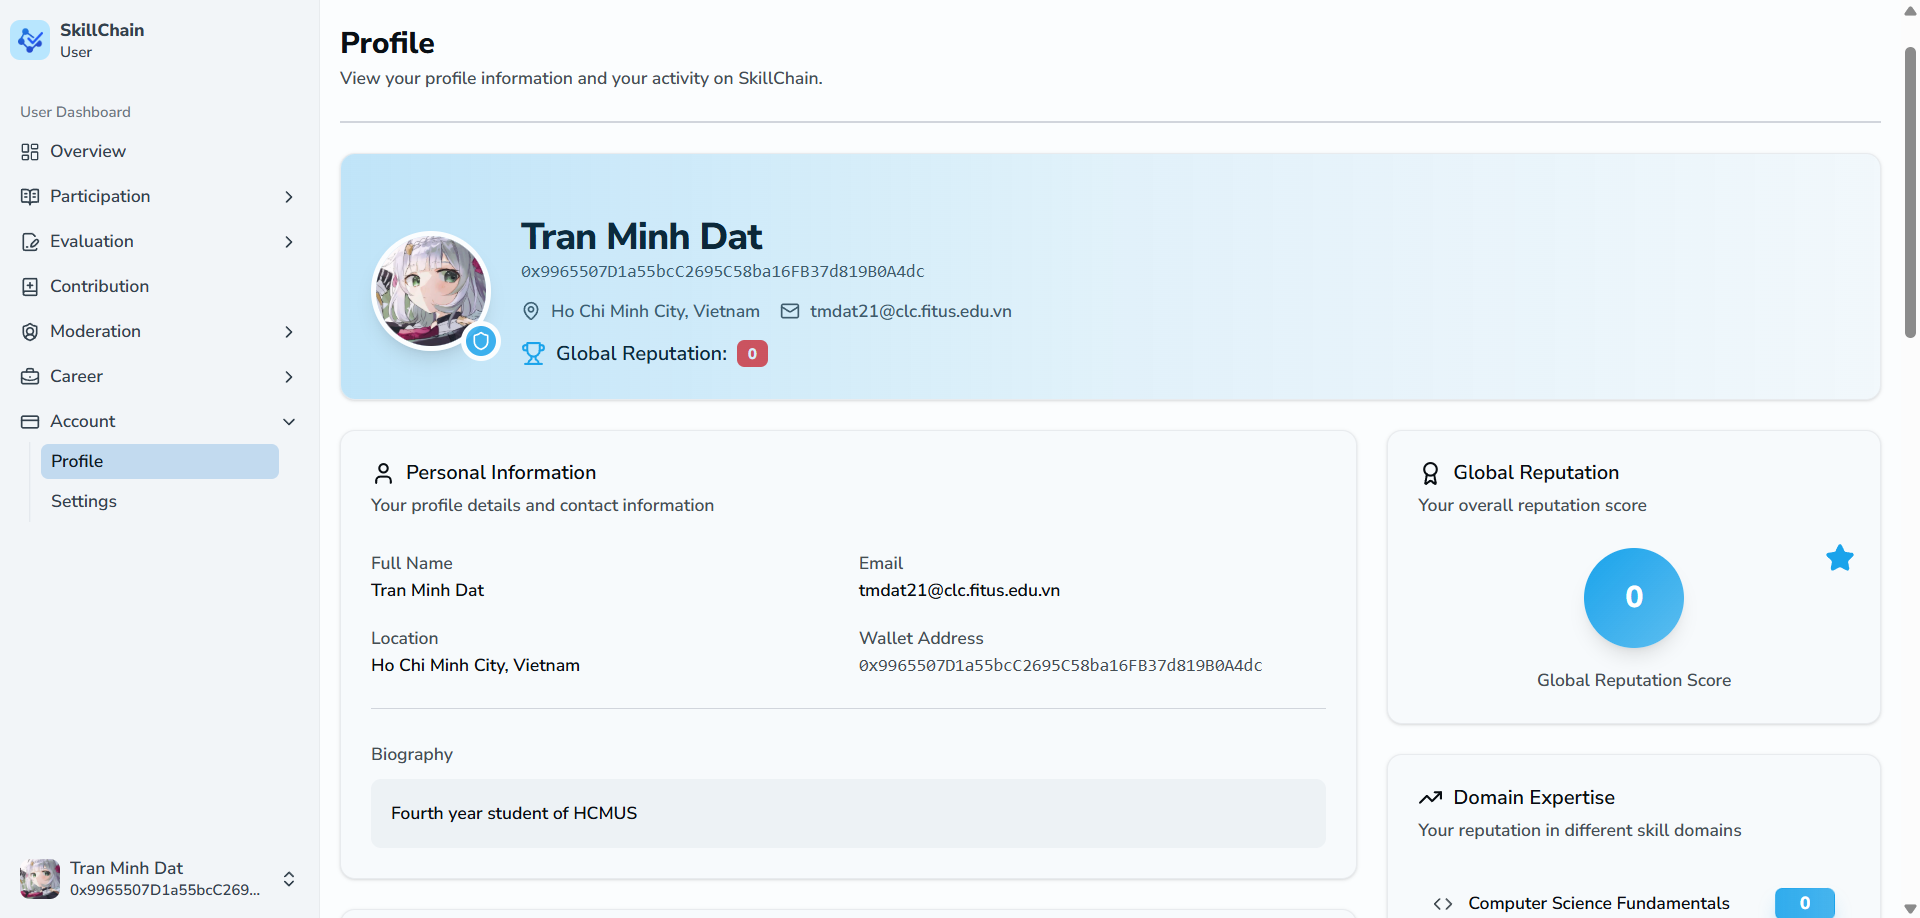 SkillChain
User
User Dashboard
Overview
Participation
Evaluation
Contribution
Moderation
Career
Account
Profile
Settings
Tran Minh Dat
0x9965507D1a55bcC269...
Profile
View your profile information and your activity on SkillChain.
Tran Minh Dat
0x9965507D1a55bcC2695C58ba16FB37d819B0A4dc
Ho Chi Minh City, Vietnam tmdat21@clc.fitus.edu.vn
Global Reputation: 0
Personal Information
Your profile details and contact information
Full Name
Tran Minh Dat
Email
tmdat21@clc.fitus.edu.vn
Location
Ho Chi Minh City, Vietnam
Wallet Address
0x9965507D1a55bcC2695C58ba16FB37d819B0A4dc
Biography
Fourth year student of HCMUS
Global Reputation
Your overall reputation score
0
Global Reputation Score
Domain Expertise
Your reputation in different skill domains
Computer Science Fundamentals 0